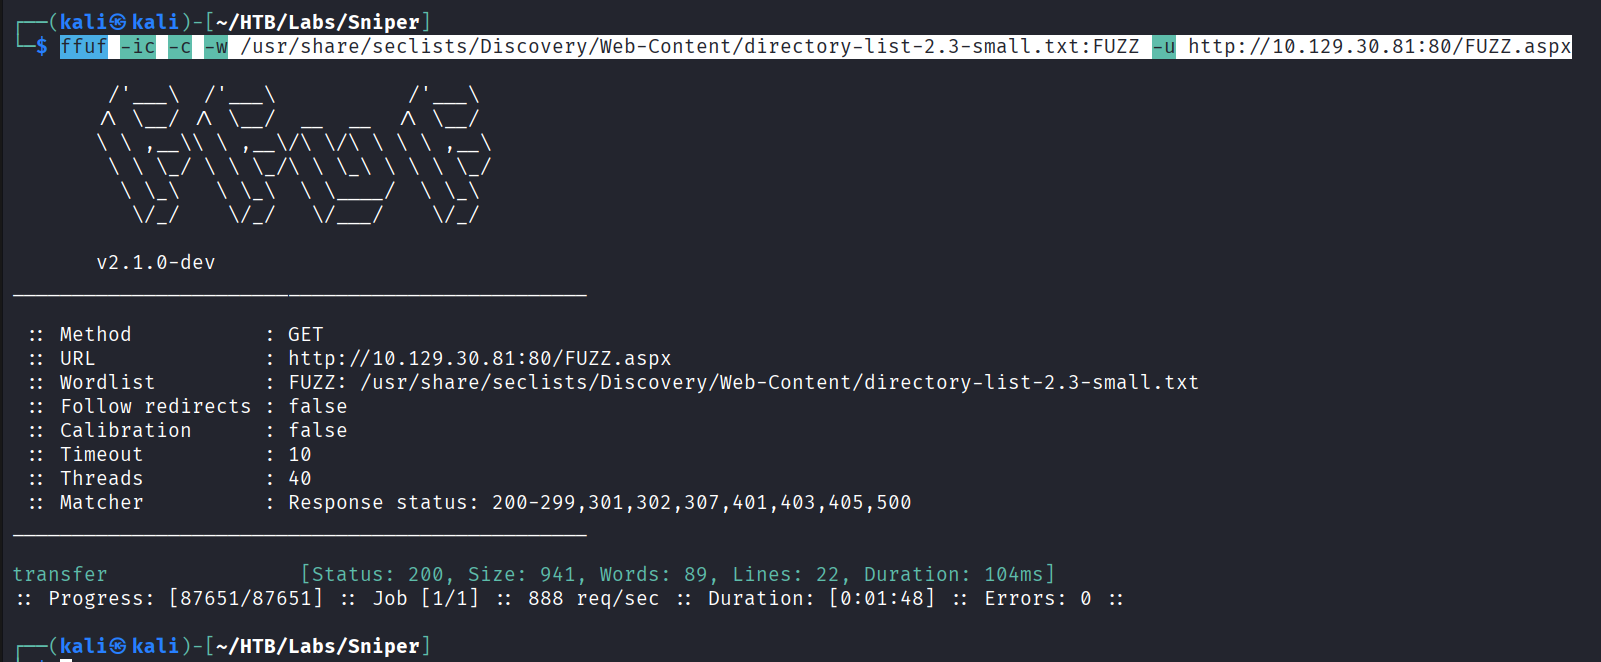 ┌──(kali㉿kali)-[~/HTB/Labs/Sniper]
└─$ ffuf -ic -c -w /usr/share/seclists/Discovery/Web-Content/directory-list-2.3-small.txt:FUZZ -u http://10.129.30.81:80/FUZZ.aspx
        /'___\  /'___\           /'___\
       /\ \__/ /\ \__/  __  __  /\ \__/
       \ \ ,__\\ \ ,__\/\ \/\ \ \ \ ,__\
        \ \ \_/ \ \ \_/\ \ \_\ \ \ \ \_/
         \ \_\   \ \_\  \ \____/  \ \_\
          \/_/    \/_/   \/___/    \/_/
       v2.1.0-dev
________________________________________________
 :: Method           : GET
 :: URL              : http://10.129.30.81:80/FUZZ.aspx
 :: Wordlist         : FUZZ: /usr/share/seclists/Discovery/Web-Content/directory-list-2.3-small.txt
 :: Follow redirects : false
 :: Calibration      : false
 :: Timeout          : 10
 :: Threads          : 40
 :: Matcher          : Response status: 200-299,301,302,307,401,403,405,500
________________________________________________
transfer                [Status: 200, Size: 941, Words: 89, Lines: 22, Duration: 104ms]
:: Progress: [87651/87651] :: Job [1/1] :: 888 req/sec :: Duration: [0:01:48] :: Errors: 0 ::
┌──(kali㉿kali)-[~/HTB/Labs/Sniper]